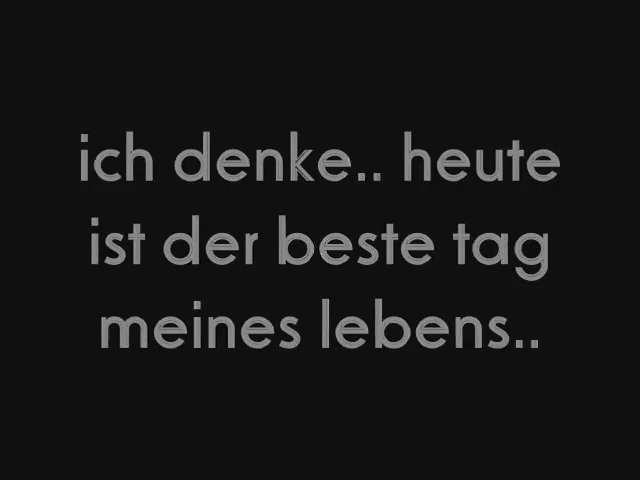 ich denke.. heute
ist der beste tag
meines lebens..